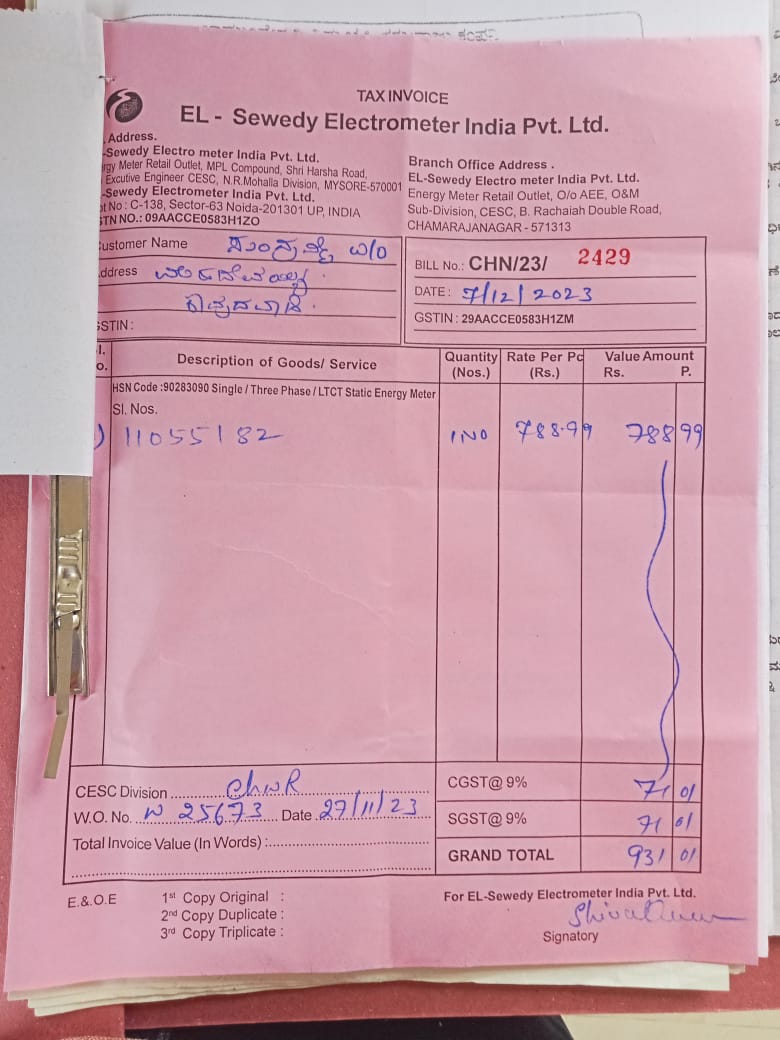 TAX INVOICE
EL - Sewedy Electrometer India Pvt. Ltd.
Address.
-Sewedy Electro meter India Pvt. Ltd.
rgy Meter Retail Outlet, MPL Compound, Shri Harsha Road,
Excutive Engineer CESC, N.R.Mohalla Division, MYSORE-570001
-Sewedy Electrometer India Pvt. Ltd.
ot No : C-138, Sector-63 Noida-201301 UP, INDIA
STN NO.: 09AACCE0583H1ZO
Branch Office Address .
EL-Sewedy Electro meter India Pvt. Ltd.
Energy Meter Retail Outlet, O/o AEE, O&M
Sub-Division, CESC, B. Rachaiah Double Road,
CHAMARAJANAGAR - 571313
ustomer Name W/o
ddress
GSTIN :
BILL No.: CHN/23/ 2429
DATE : 7/12/2023
GSTIN : 29AACCE0583H1ZM
l. o. Description of Goods/ Service Quantity (Nos.) Rate Per Pc (Rs.) Value Amount Rs. P.
HSN Code :90283090 Single / Three Phase / LTCT Static Energy Meter
Sl. Nos.
) 11055182 1NO 788.99 788 99
CESC Division ChNR CGST@ 9% 71 01
W.O. No. W 25673 Date 27/11/23 SGST@ 9% 71 01
Total Invoice Value (In Words) : GRAND TOTAL 931 01
E.&.O.E 1st Copy Original :
2nd Copy Duplicate :
3rd Copy Triplicate :
For EL-Sewedy Electrometer India Pvt. Ltd.
Signatory